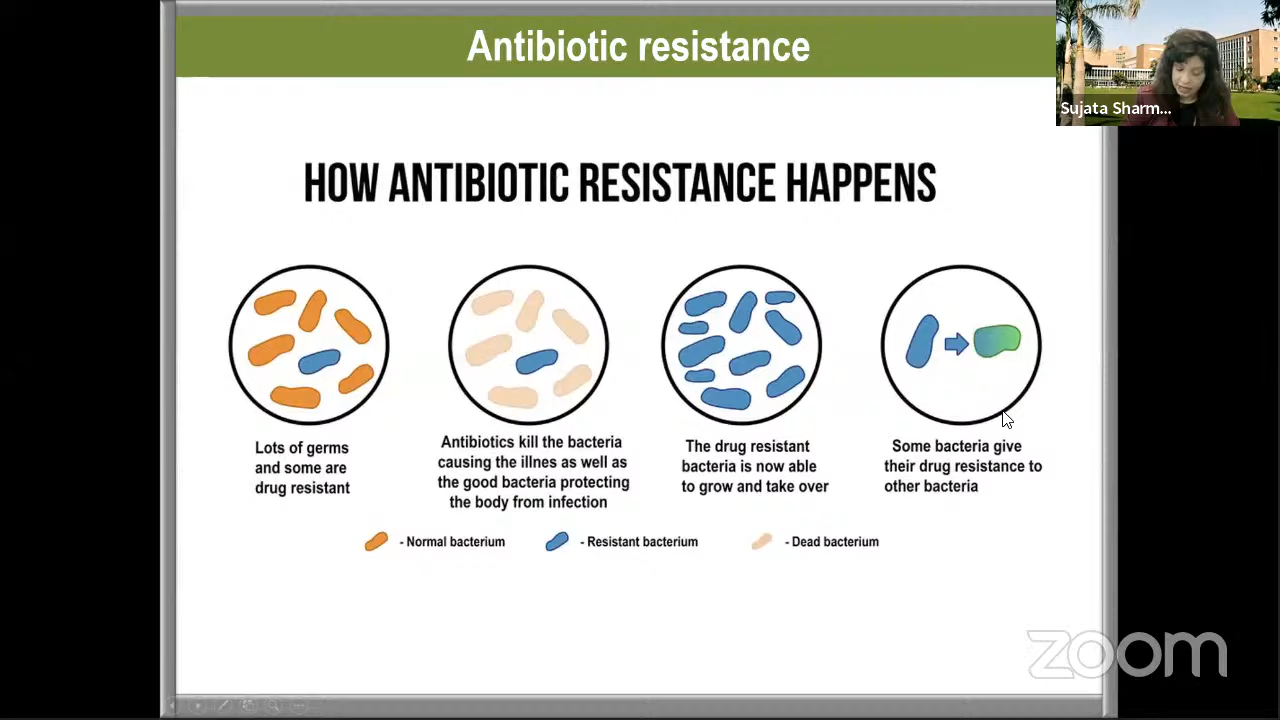 Antibiotic resistance
Sujata Sharm...
HOW ANTIBIOTIC RESISTANCE HAPPENS
Lots of germs
and some are
drug resistant
Antibiotics kill the bacteria
causing the illnes as well as
the good bacteria protecting
the body from infection
The drug resistant
bacteria is now able
to grow and take over
Some bacteria give
their drug resistance to
other bacteria
- Normal bacterium
- Resistant bacterium
- Dead bacterium
zoom